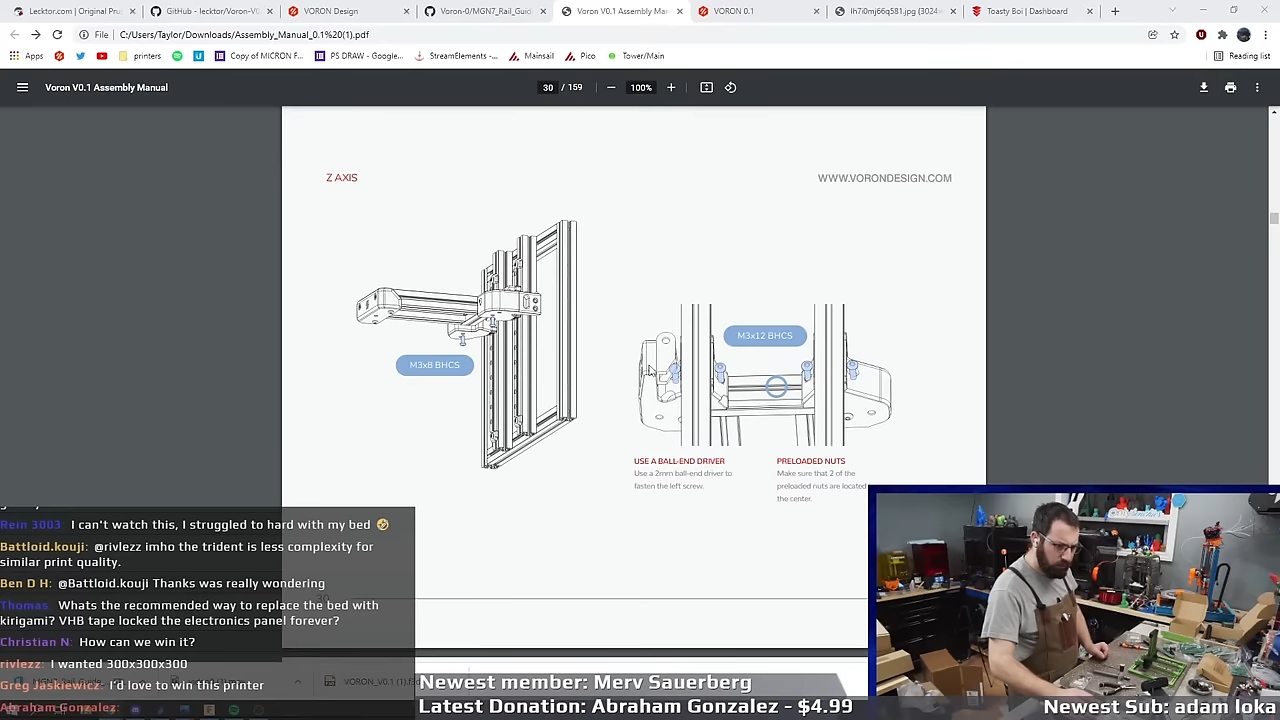 Lecktor.com | Original Pru
GitHub - lecktor/Voron-V0
VORON Design
Voron-0/MGN7_Rail_Guide
Voron V0.1 Assembly Manual
VORON 0.1
lh7i0mj66q581.jpg (3024×
Toasty Boi | Dashboard
File | C:/Users/Taylor/Downloads/Assembly_Manual_0.1%20(1).pdf
Apps
printers
Copy of MICRON F...
PS DRAW - Google...
StreamElements -...
Mainsail
Pico
Tower/Main
Reading list
Voron V0.1 Assembly Manual
30 / 159
100%
Z AXIS
WWW.VORONDESIGN.COM
M3x8 BHCS
M3x12 BHCS
USE A BALL-END DRIVER
Use a 2mm ball-end driver to
fasten the left screw.
PRELOADED NUTS
Make sure that 2 of the
preloaded nuts are located
the center.
Rein 3003: I can't watch this, I struggled to hard with my bed 🤣
Battloid.kouji: @rivlezz imho the trident is less complexity for
similar print quality.
Ben D H: @Battloid.kouji Thanks was really wondering
Thomas: Whats the recommended way to replace the bed with
kirigami? VHB tape locked the electronics panel forever?
Christian N: How can we win it?
rivlezz: I wanted 300x300x300
Greg Jaskiewicz: I'd love to win this printer
Abraham Gonzalez:
Newest member: Merv Sauerberg
Latest Donation: Abraham Gonzalez - $4.99
Newest Sub: adam loka